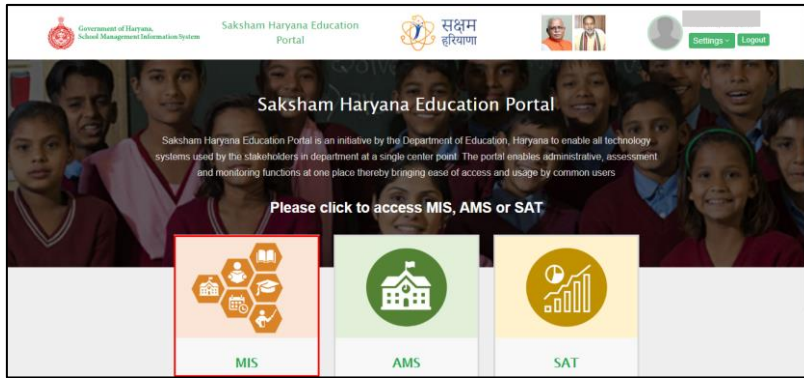 Government of Haryana,
School Management Information System
Saksham Haryana Education
Portal
सक्षम
हरियाणा
Settings
Logout
Saksham Haryana Education Portal
Saksham Haryana Education Portal is an initiative by the Department of Education, Haryana to enable all technology
systems used by the stakeholders in department at a single center point. The portal enables administrative, assessment
and monitoring functions at one place thereby bringing ease of access and usage by common users
Please click to access MIS, AMS or SAT
MIS
AMS
SAT